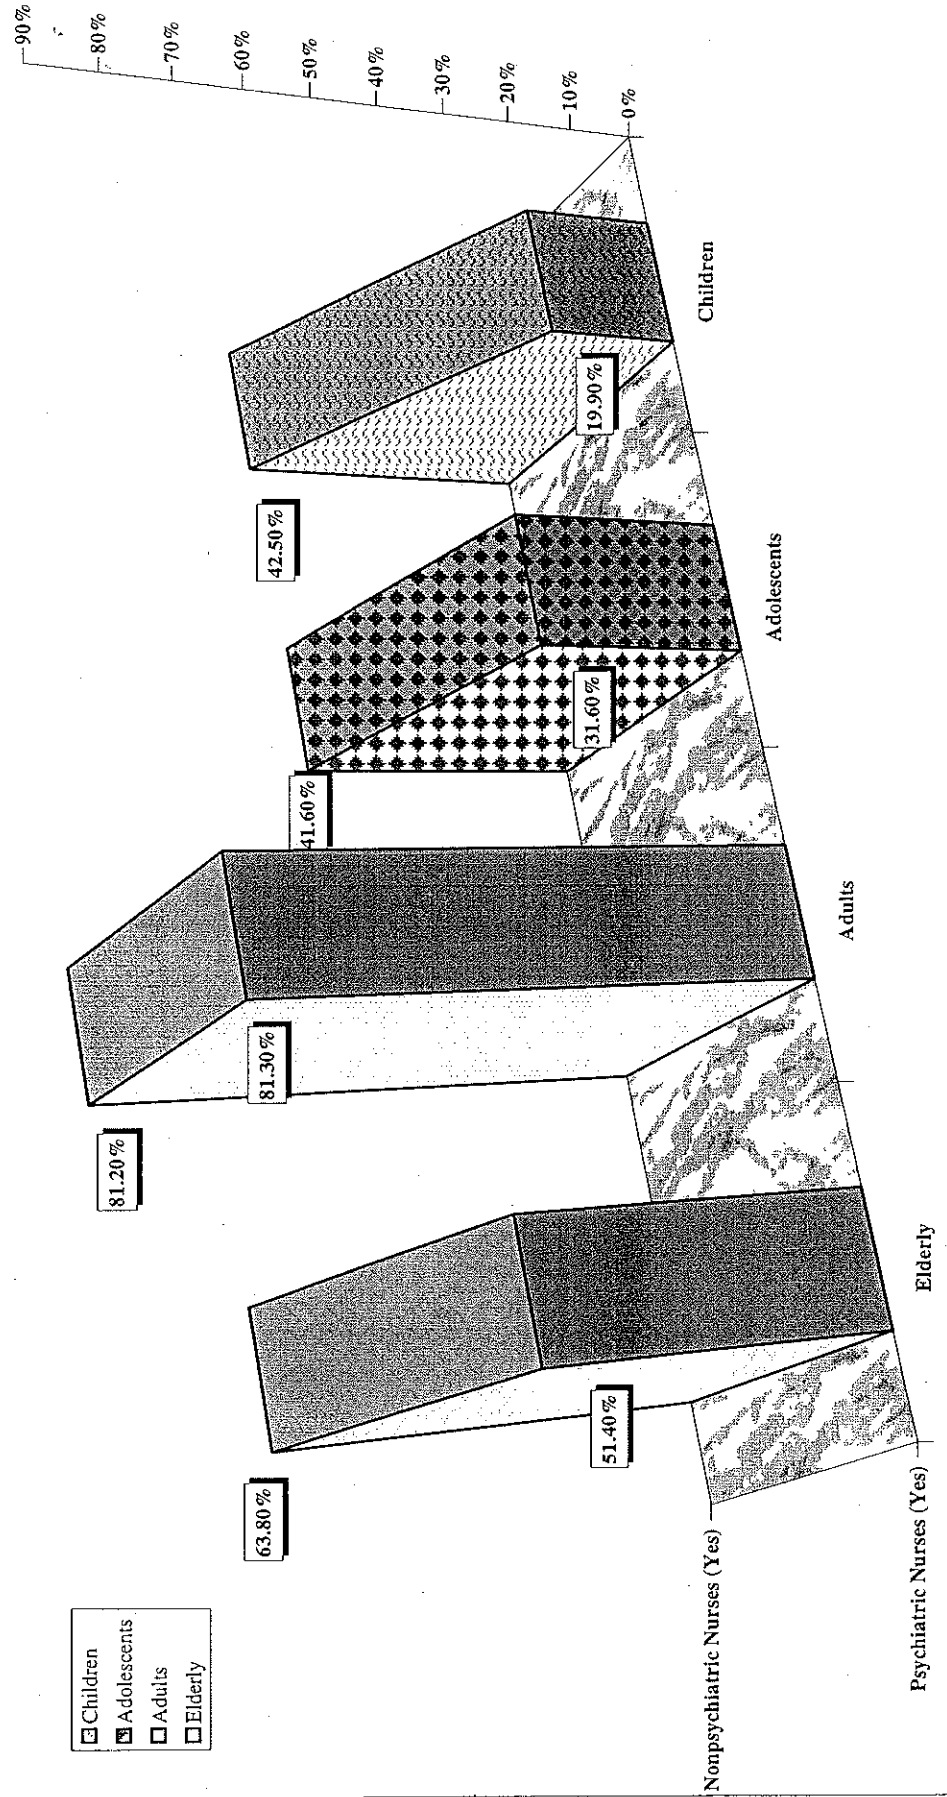 Children
Adolescents
Adults
Elderly
90%
80%
70%
60%
50%
40%
30%
20%
10%
0%
63.80%
51.40%
81.20%
81.30%
41.60%
31.60%
42.50%
19.90%
Nonpsychiatric Nurses (Yes)
Psychiatric Nurses (Yes)
Elderly
Adults
Adolescents
Children